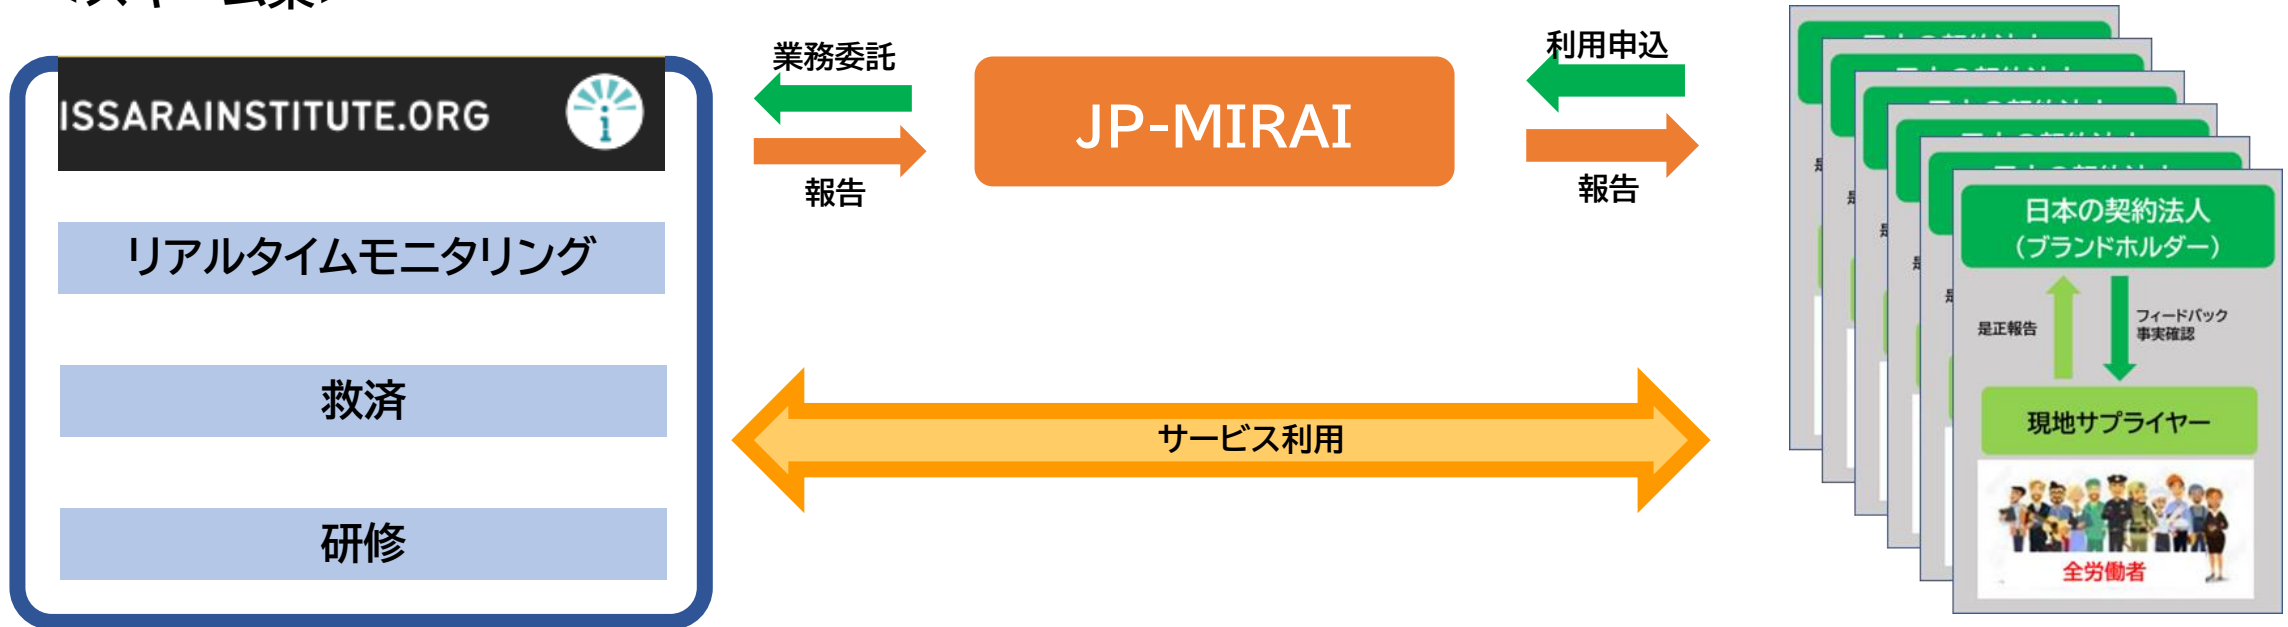 ISSARAINSTITUTE.ORG
リアルタイムモニタリング
救済
研修
業務委託
報告
JP-MIRAI
利用申込
報告
サービス利用
日本の契約法人
(ブランドホルダー)
是正報告
フィードバック
事実確認
現地サプライヤー
全労働者